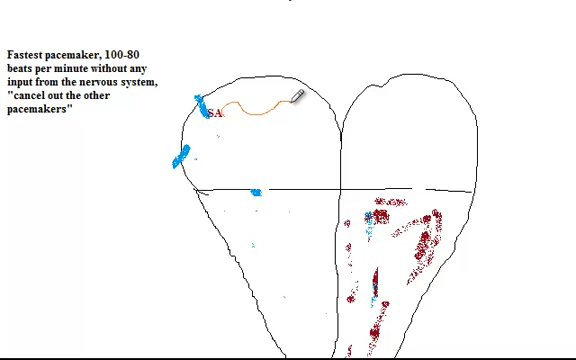 Fastest pacemaker, 100-80
beats per minute without any
input from the nervous system,
"cancel out the other
pacemakers"
SA